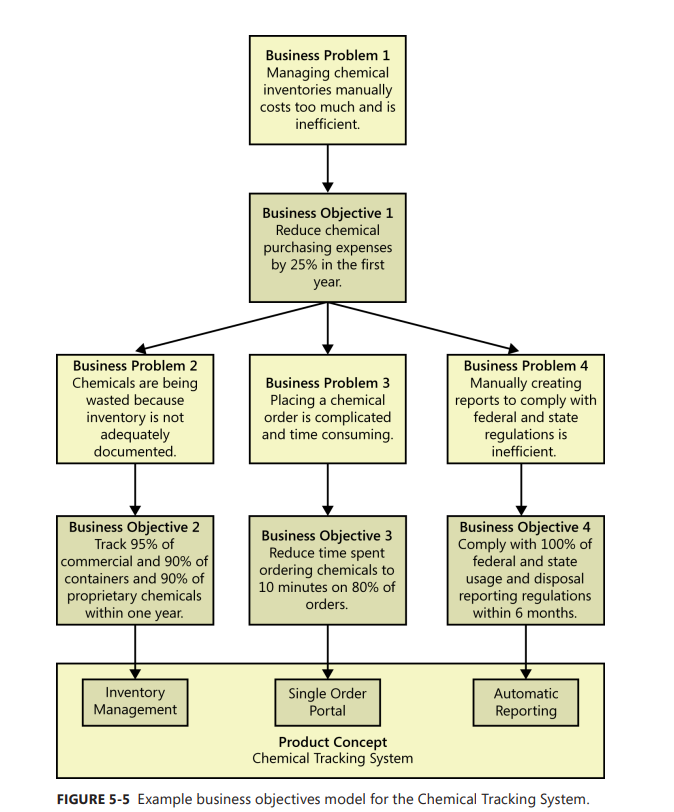 Business Problem 1
Managing chemical
inventories manually
costs too much and is
inefficient.
Business Objective 1
Reduce chemical
purchasing expenses
by 25% in the first
year.
Business Problem 2
Chemicals are being
wasted because
inventory is not
adequately
documented.
Business Problem 3
Placing a chemical
order is complicated
and time consuming.
Business Problem 4
Manually creating
reports to comply with
federal and state
regulations is
inefficient.
Business Objective 2
Track 95% of
commercial and 90% of
containers and 90% of
proprietary chemicals
within one year.
Business Objective 3
Reduce time spent
ordering chemicals to
10 minutes on 80% of
orders.
Business Objective 4
Comply with 100% of
federal and state
usage and disposal
reporting regulations
within 6 months.
Inventory
Management
Single Order
Portal
Automatic
Reporting
Product Concept
Chemical Tracking System
FIGURE 5-5 Example business objectives model for the Chemical Tracking System.